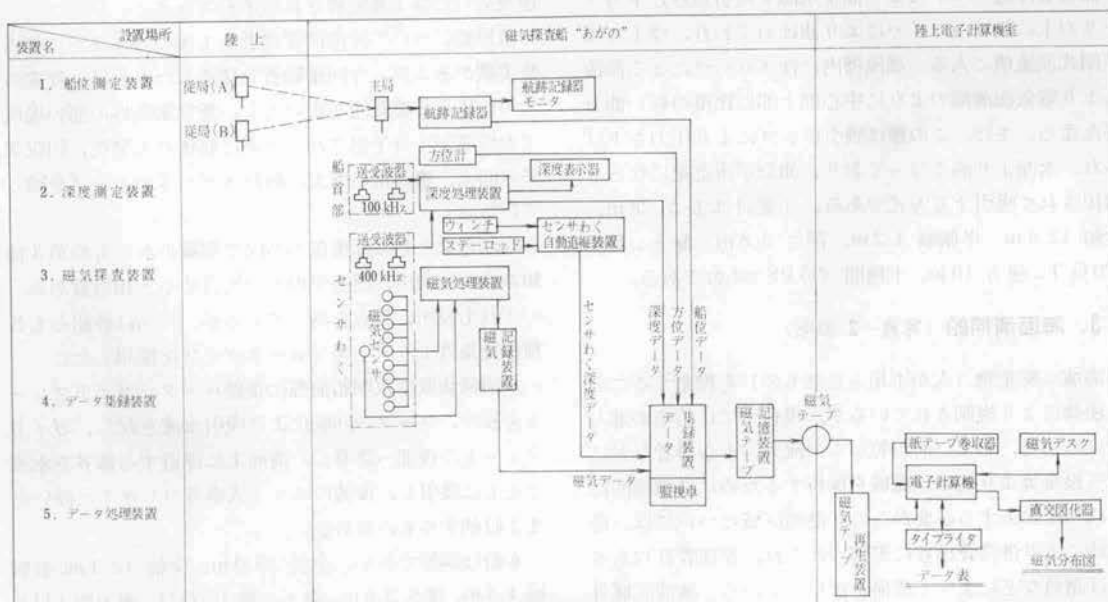 設置場所
装置名
陸上
磁気探査船“あがの”
陸上電子計算機室
1. 船位測定装置
従局(A)
従局(B)
主局
航跡記録器
航跡記録器モニタ
2. 深度測定装置
船首部
送受波器
100 kHz
方位計
深度処理装置
深度表示器
3. 磁気探査装置
送受波器
400 kHz
ウィンチ
ステーロッド
センサわく自動追縦装置
磁気処理装置
センサわく
磁気センサ
磁気記録装置
センサわく深度データ
深度データ
方位データ
船位データ
4. データ集録装置
磁気データ
データ集録装置
監視卓
磁気テープ記憶装置
磁気テープ
5. データ処理装置
磁気テープ再生装置
紙テープ巻取器
電子計算機
磁気デスク
タイプライタ
データ表
直交図化器
磁気分布図